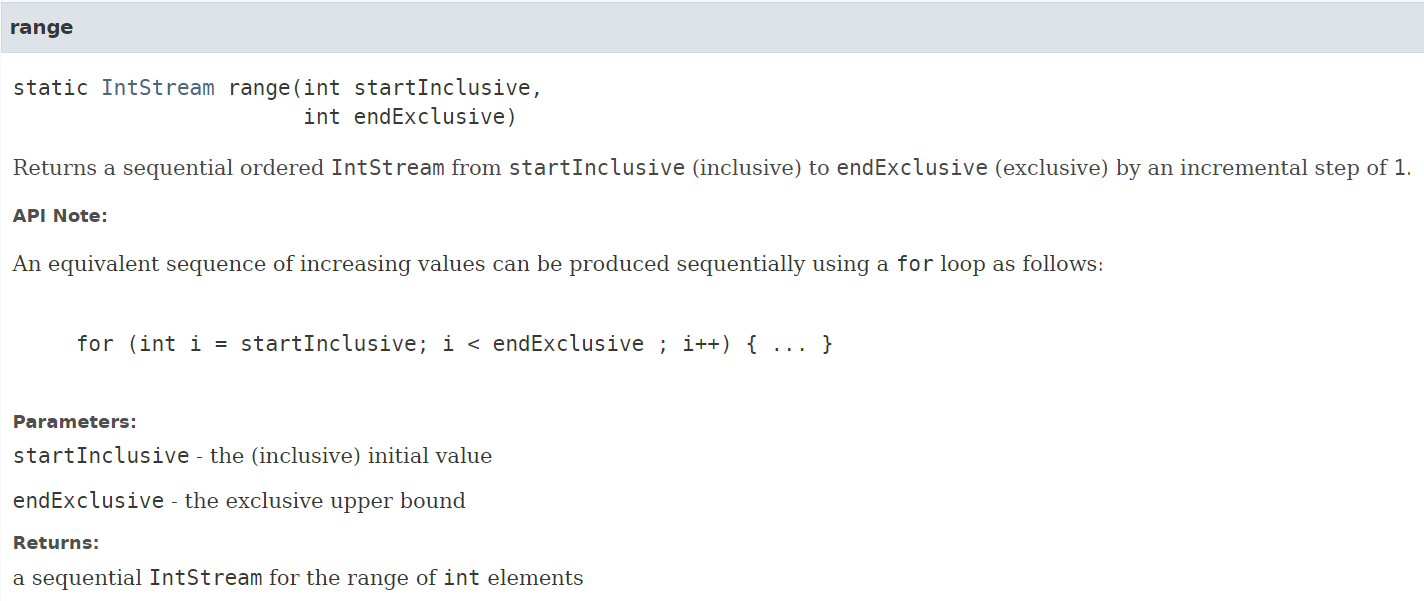 range
static IntStream range(int startInclusive,
int endExclusive)
Returns a sequential ordered IntStream from startInclusive (inclusive) to endExclusive (exclusive) by an incremental step of 1.
API Note:
An equivalent sequence of increasing values can be produced sequentially using a for loop as follows:
for (int i = startInclusive; i < endExclusive ; i++) { ... }
Parameters:
startInclusive - the (inclusive) initial value
endExclusive - the exclusive upper bound
Returns:
a sequential IntStream for the range of int elements